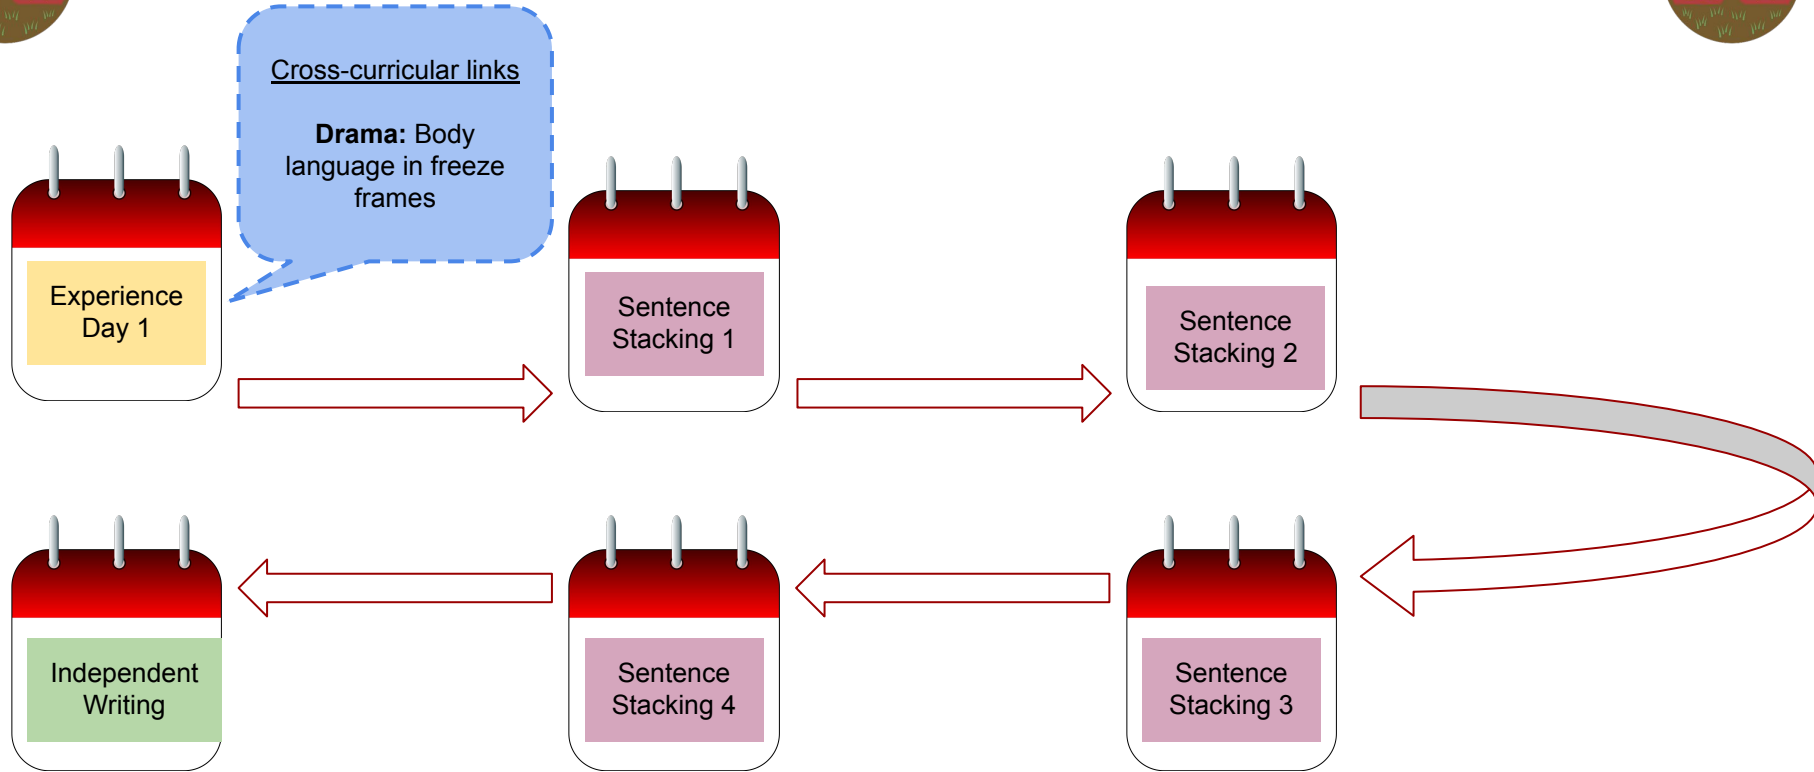 Cross-curricular links
Drama: Body
language in freeze
frames
Experience
Day 1
Sentence
Stacking 1
Sentence
Stacking 2
Sentence
Stacking 3
Sentence
Stacking 4
Independent
Writing